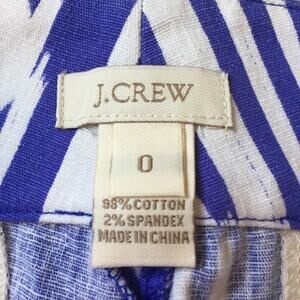 J.CREW
0
98% COTTON
2% SPANDEX
MADE IN CHINA